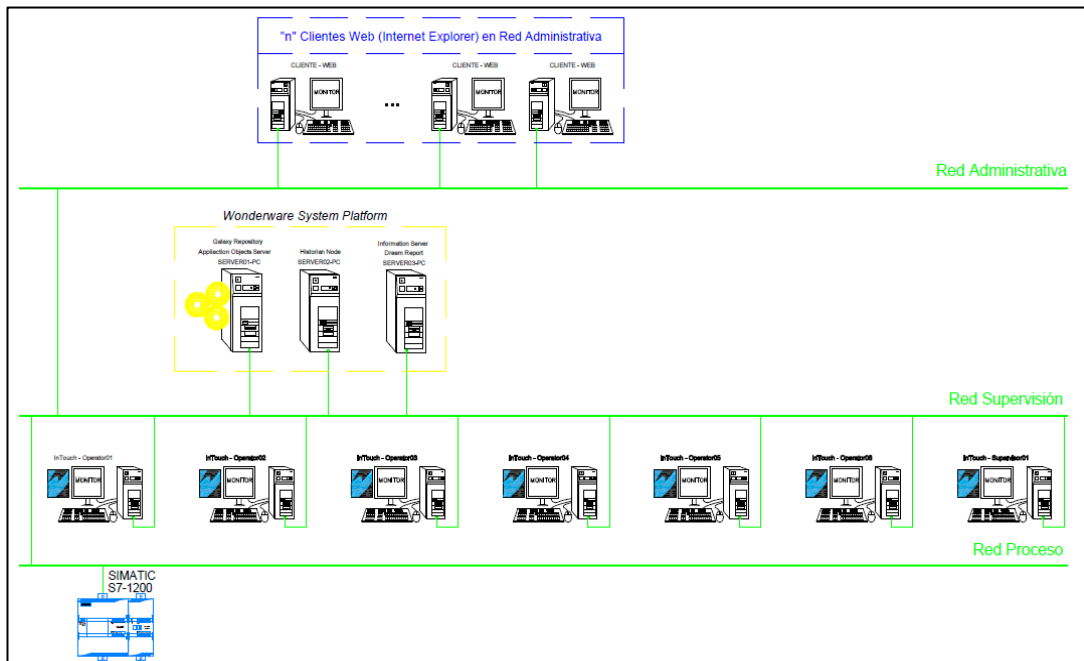 "n" Clientes Web (Internet Explorer) en Red Administrativa
CLIENTE - WEB
CLIENTE - WEB
CLIENTE - WEB
MONITOR
...
MONITOR
MONITOR
Red Administrativa
Wonderware System Platform
Galaxy Repository
Appliaction Objects Server
SERVER01-PC
Historian Node
SERVER02-PC
Information Server
Dream Report
SERVER03-PC
Red Supervisión
InTouch - Operator01
InTouch - Operator02
InTouch - Operator03
InTouch - Operator04
InTouch - Operator05
InTouch - Operator06
InTouch - Supervisor01
MONITOR
MONITOR
MONITOR
MONITOR
MONITOR
MONITOR
MONITOR
Red Proceso
SIMATIC
S7-1200